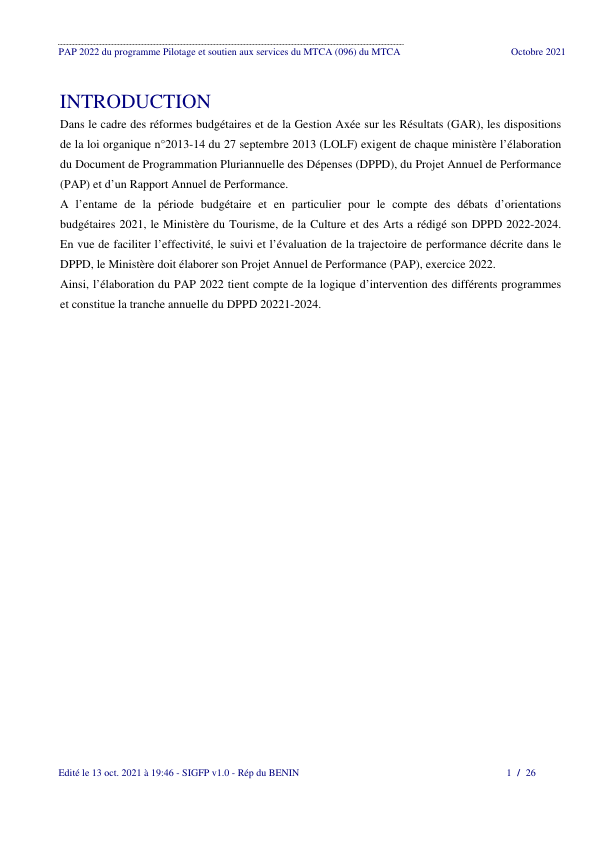 PAP 2022 du programme Pilotage et soutien aux services du MTCA (096) du MTCA Octobre 2021
INTRODUCTION
Dans le cadre des réformes budgétaires et de la Gestion Axée sur les Résultats (GAR), les dispositions
de la loi organique n°2013-14 du 27 septembre 2013 (LOLF) exigent de chaque ministère l’élaboration
du Document de Programmation Pluriannuelle des Dépenses (DPPD), du Projet Annuel de Performance
(PAP) et d’un Rapport Annuel de Performance.
A l’entame de la période budgétaire et en particulier pour le compte des débats d’orientations
budgétaires 2021, le Ministère du Tourisme, de la Culture et des Arts a rédigé son DPPD 2022-2024.
En vue de faciliter l’effectivité, le suivi et l’évaluation de la trajectoire de performance décrite dans le
DPPD, le Ministère doit élaborer son Projet Annuel de Performance (PAP), exercice 2022.
Ainsi, l’élaboration du PAP 2022 tient compte de la logique d’intervention des différents programmes
et constitue la tranche annuelle du DPPD 20221-2024.
Edité le 13 oct. 2021 à 19:46 - SIGFP v1.0 - Rép du BENIN 1 / 26